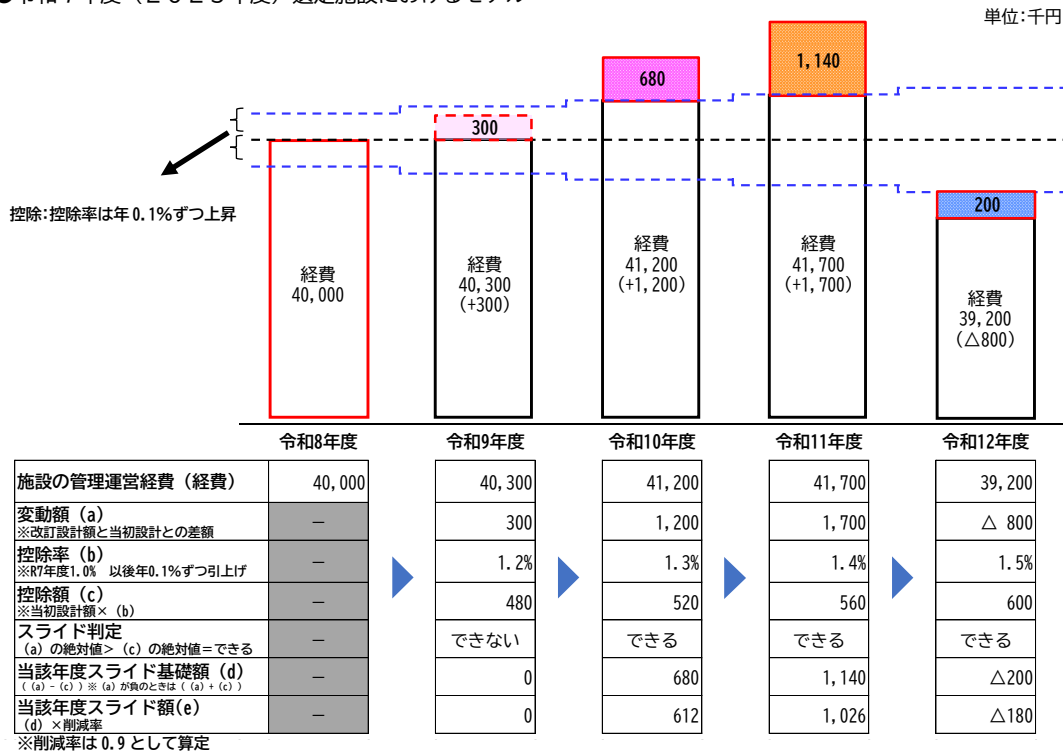 単位:千円
1,140
680
300
控除:控除率は年0.1%ずつ上昇
200
経費
40,000
経費
40,300
(+300)
経費
41,200
(+1,200)
経費
41,700
(+1,700)
経費
39,200
(△800)
令和8年度 令和9年度 令和10年度 令和11年度 令和12年度
施設の管理運営経費(経費) 40,000 40,300 41,200 41,700 39,200
変動額(a) － 300 1,200 1,700 △ 800
※改訂設計額と当初設計との差額
控除率(b) － 1.2% 1.3% 1.4% 1.5%
※R7年度1.0% 以後年0.1%ずつ引上げ
控除額(c) － 480 520 560 600
※当初設計額×(b)
スライド判定 － できない できる できる できる
(a)の絶対値>(c)の絶対値=できる
当該年度スライド基礎額(d) － 0 680 1,140 △200
((a)-(c))※(a)が負のときは((a)+(c))
当該年度スライド額(e) － 0 612 1,026 △180
(d)×削減率
※削減率は0.9として算定